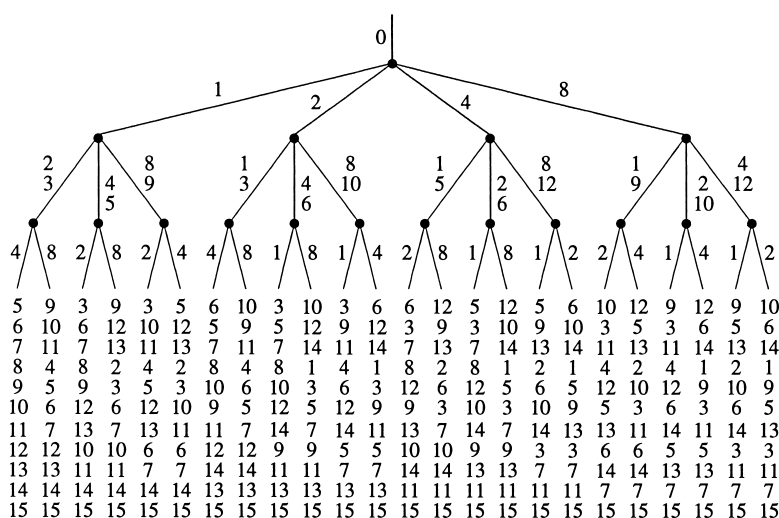 0
1 2 4 8
2 8 1 8 1 8 1 4
3 4 9 3 4 10 5 2 12 9 2 12
5 6 6 10
4 8 2 8 2 4 4 8 1 8 1 4 2 8 1 8 1 2 2 4 1 4 1 2
5 9 3 9 3 5 6 10 3 10 3 6 6 12 5 12 5 6 10 12 9 12 9 10
6 10 6 12 10 12 5 9 5 12 9 12 3 9 3 10 9 10 3 5 3 6 5 6
7 11 7 13 11 13 7 11 7 14 11 14 7 13 7 14 13 14 11 13 11 14 13 14
8 4 8 2 4 2 8 4 8 1 4 1 8 2 8 1 2 1 4 2 4 1 2 1
9 5 9 3 5 3 10 6 10 3 6 3 12 6 12 5 6 5 12 10 12 9 10 9
10 6 12 6 12 10 9 5 12 5 12 9 9 3 10 3 10 9 5 3 6 3 6 5
11 7 13 7 13 11 11 7 14 7 14 11 13 7 14 7 14 13 13 11 14 11 14 13
12 12 10 10 6 6 12 12 9 9 5 5 10 10 9 9 3 3 6 6 5 5 3 3
13 13 11 11 7 7 14 14 11 11 7 7 14 14 13 13 7 7 14 14 13 13 11 11
14 14 14 14 14 14 13 13 13 13 13 13 11 11 11 11 11 11 7 7 7 7 7 7
15 15 15 15 15 15 15 15 15 15 15 15 15 15 15 15 15 15 15 15 15 15 15 15